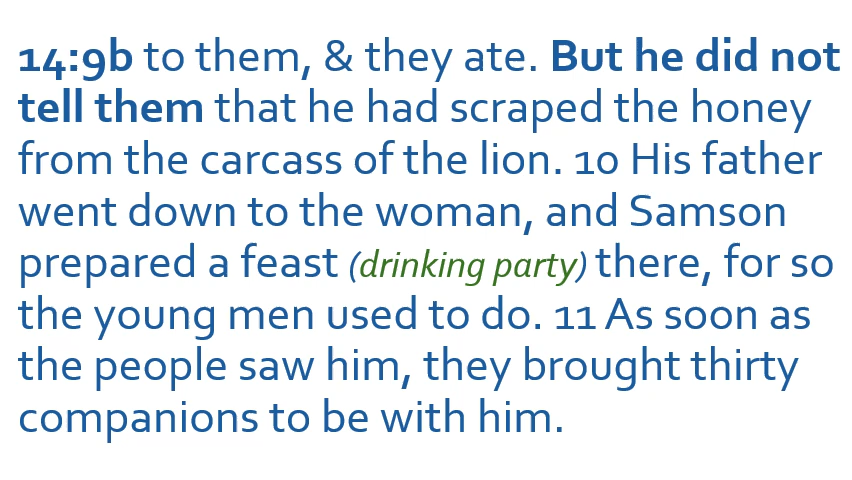 14:9b to them, & they ate. But he did not
tell them that he had scraped the honey
from the carcass of the lion. 10 His father
went down to the woman, and Samson
prepared a feast (drinking party) there, for so
the young men used to do. 11 As soon as
the people saw him, they brought thirty
companions to be with him.